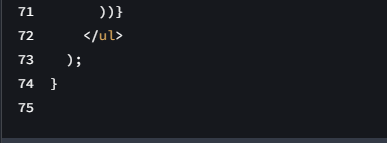 71        ))}
72      </ul>
73    );
74  }
75